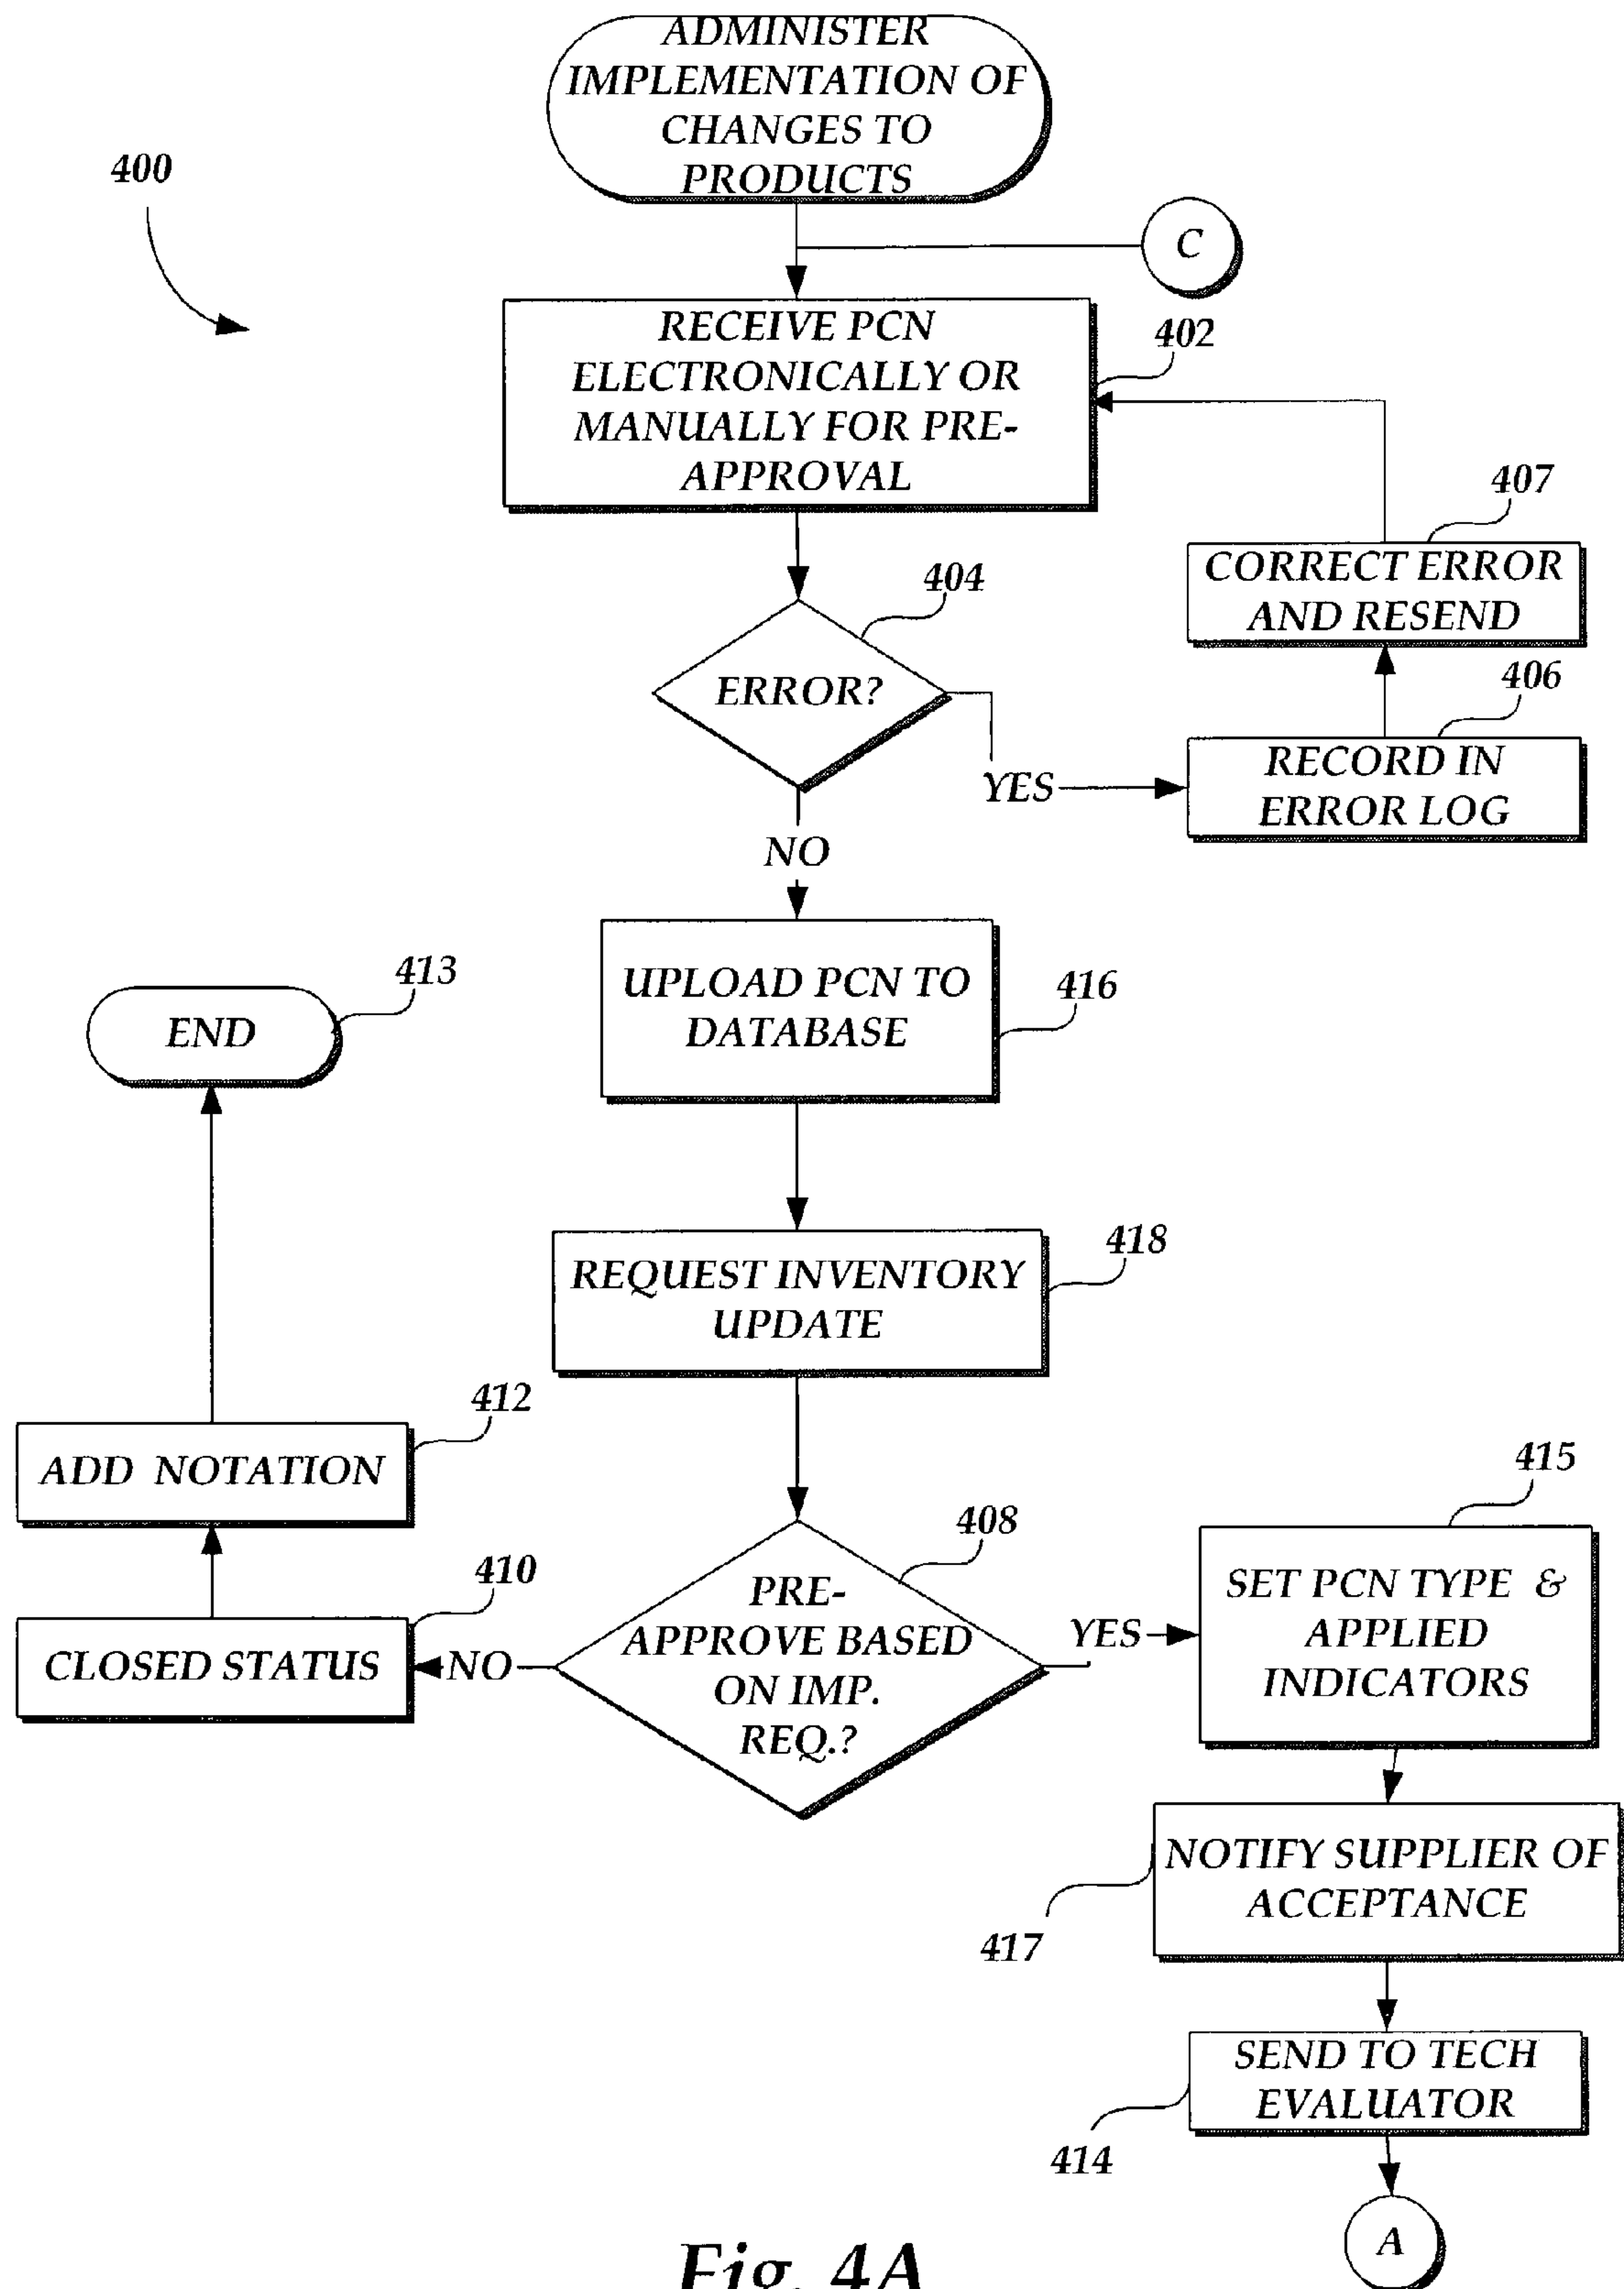 ADMINISTER
IMPLEMENTATION OF
CHANGES TO
PRODUCTS
400
C
RECEIVE PCN
ELECTRONICALLY OR
MANUALLY FOR PRE-
APPROVAL
402
407
CORRECT ERROR
AND RESEND
404
ERROR?
406
YES
RECORD IN
ERROR LOG
NO
413
END
UPLOAD PCN TO
DATABASE
416
418
REQUEST INVENTORY
UPDATE
412
ADD NOTATION
415
408
410
PRE-
APPROVE BASED
ON IMP.
REQ.?
YES
SET PCN TYPE &
APPLIED
INDICATORS
CLOSED STATUS
NO
NOTIFY SUPPLIER OF
ACCEPTANCE
417
SEND TO TECH
EVALUATOR
414
A
Fig. 4A